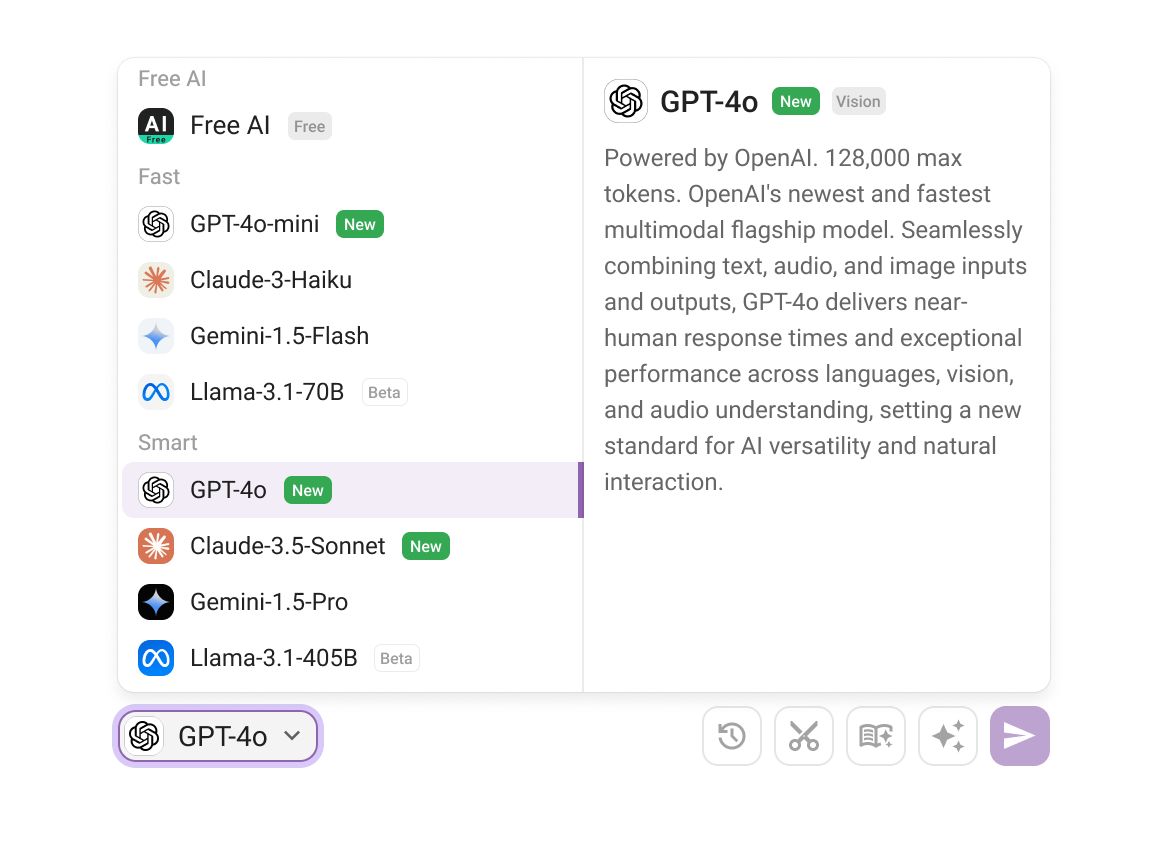 Free AI
AI
Free
Free AI Free
Fast
GPT-4o-mini New
Claude-3-Haiku
Gemini-1.5-Flash
Llama-3.1-70B Beta
Smart
GPT-4o New
Claude-3.5-Sonnet New
Gemini-1.5-Pro
Llama-3.1-405B Beta
GPT-4o New Vision
Powered by OpenAI. 128,000 max
tokens. OpenAI's newest and fastest
multimodal flagship model. Seamlessly
combining text, audio, and image inputs
and outputs, GPT-4o delivers near-
human response times and exceptional
performance across languages, vision,
and audio understanding, setting a new
standard for AI versatility and natural
interaction.
GPT-4o